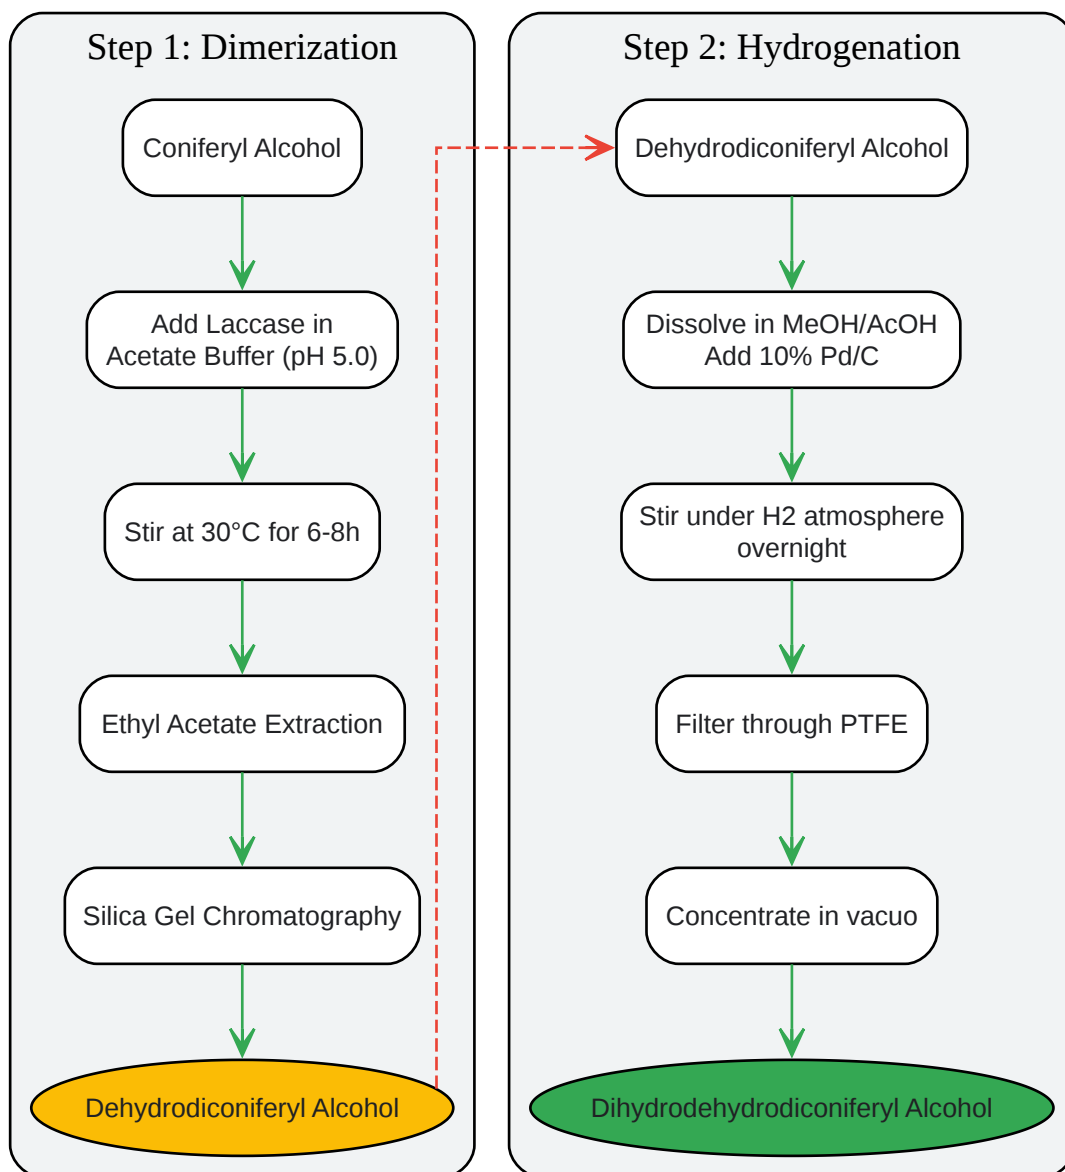 Step 1: Dimerization
Coniferyl Alcohol
Add Laccase in
Acetate Buffer (pH 5.0)
Stir at 30°C for 6-8h
Ethyl Acetate Extraction
Silica Gel Chromatography
Dehydrodiconiferyl Alcohol
Step 2: Hydrogenation
Dehydrodiconiferyl Alcohol
Dissolve in MeOH/AcOH
Add 10% Pd/C
Stir under H2 atmosphere
overnight
Filter through PTFE
Concentrate in vacuo
Dihydrodehydrodiconiferyl Alcohol